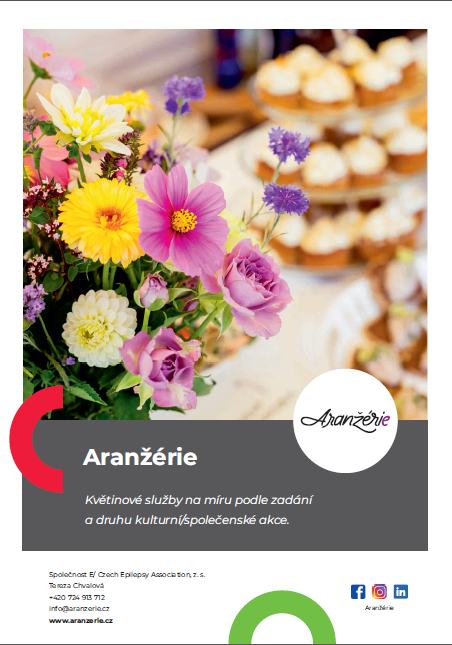 Aranžérie
Aranžérie
Květinové služby na míru podle zadání
a druhu kulturní/společenské akce.
Společnost E/ Czech Epilepsy Association, z. s.
Tereza Chvalová
+420 724 913 712
info@aranzerie.cz
www.aranzerie.cz
Aranžérie